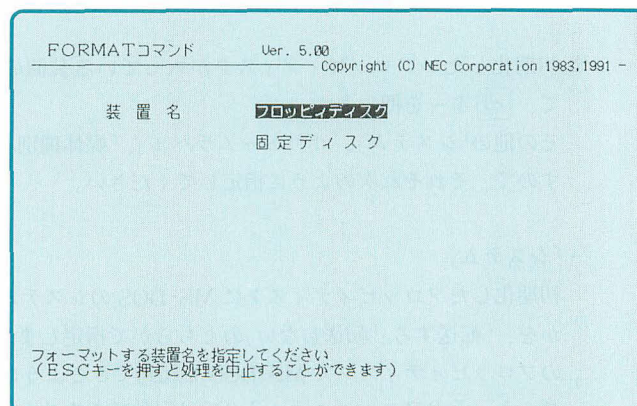 FORMATコマンド Ver. 5.00
Copyright (C) NEC Corporation 1983,1991
装 置 名 フロッピィディスク
固定ディスク
フォーマットする装置名を指定してください
(ESCキーを押すと処理を中止することができます)